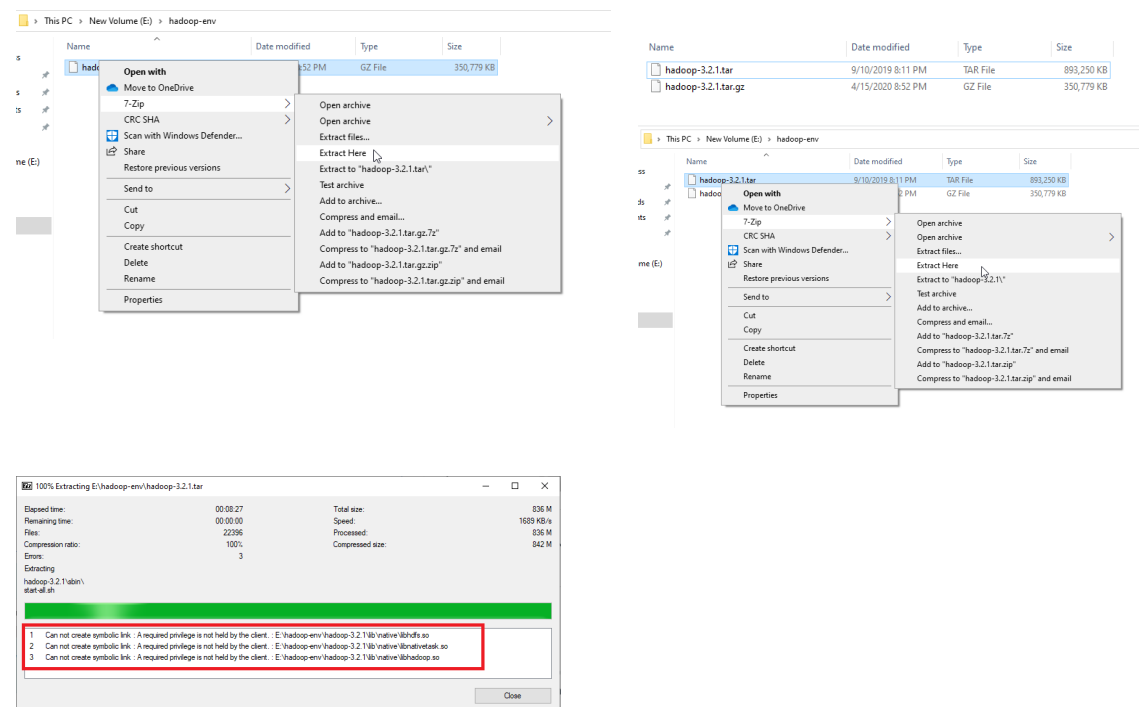 This PC > New Volume (E:) > hadoop-env
Name Date modified Type Size
hadoo 52 PM GZ File 350,779 KB
Open with
Move to OneDrive
7-Zip
CRC SHA
Scan with Windows Defender...
Share
Restore previous versions
Send to
Cut
Copy
Create shortcut
Delete
Rename
Properties
Open archive
Open archive
Extract files...
Extract Here
Extract to "hadoop-3.2.1.tar\"
Test archive
Add to archive...
Compress and email...
Add to "hadoop-3.2.1.tar.gz.7z"
Compress to "hadoop-3.2.1.tar.gz.7z" and email
Add to "hadoop-3.2.1.tar.gz.zip"
Compress to "hadoop-3.2.1.tar.gz.zip" and email
s
s
ts
me (E:)
Name Date modified Type Size
hadoop-3.2.1.tar 9/10/2019 8:11 PM TAR File 893,250 KB
hadoop-3.2.1.tar.gz 4/15/2020 8:52 PM GZ File 350,779 KB
This PC > New Volume (E:) > hadoop-env
Name Date modified Type Size
hadoop-3.2.1.tar 9/10/2019 8:11 PM TAR File 893,250 KB
hadoo 2 PM GZ File 350,779 KB
Open with
Move to OneDrive
7-Zip
CRC SHA
Scan with Windows Defender...
Share
Restore previous versions
Send to
Cut
Copy
Create shortcut
Delete
Rename
Properties
Open archive
Open archive
Extract files...
Extract Here
Extract to "hadoop-3.2.1\"
Test archive
Add to archive...
Compress and email...
Add to "hadoop-3.2.1.tar.7z"
Compress to "hadoop-3.2.1.tar.7z" and email
Add to "hadoop-3.2.1.tar.zip"
Compress to "hadoop-3.2.1.tar.zip" and email
ss
ds
nts
me (E:)
100% Extracting E:\hadoop-env\hadoop-3.2.1.tar
Elapsed time: 00:08:27 Total size: 836 M
Remaining time: 00:00:00 Speed: 1689 KB/s
Files: 22396 Processed: 836 M
Compression ratio: 100% Compressed size: 842 M
Errors: 3
Extracting
hadoop-3.2.1\sbin\
start-all.sh
1 Can not create symbolic link : A required privilege is not held by the client. : E:\hadoop-env\hadoop-3.2.1\lib\native\libhdfs.so
2 Can not create symbolic link : A required privilege is not held by the client. : E:\hadoop-env\hadoop-3.2.1\lib\native\libnativetask.so
3 Can not create symbolic link : A required privilege is not held by the client. : E:\hadoop-env\hadoop-3.2.1\lib\native\libhadoop.so
Close